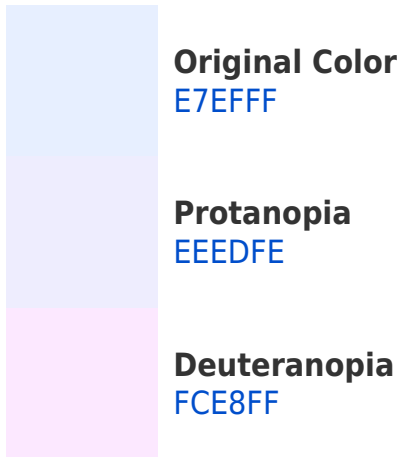 Original Color
E7EFFF
Protanopia
EEEDFE
Deuteranopia
FCE8FF